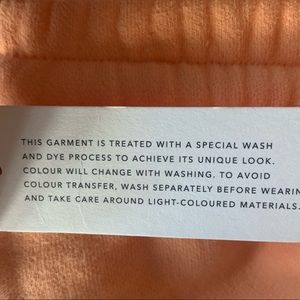 THIS GARMENT IS TREATED WITH A SPECIAL WASH
AND DYE PROCESS TO ACHIEVE ITS UNIQUE LOOK.
COLOUR WILL CHANGE WITH WASHING. TO AVOID
COLOUR TRANSFER, WASH SEPARATELY BEFORE WEARIN
AND TAKE CARE AROUND LIGHT-COLOURED MATERIALS.